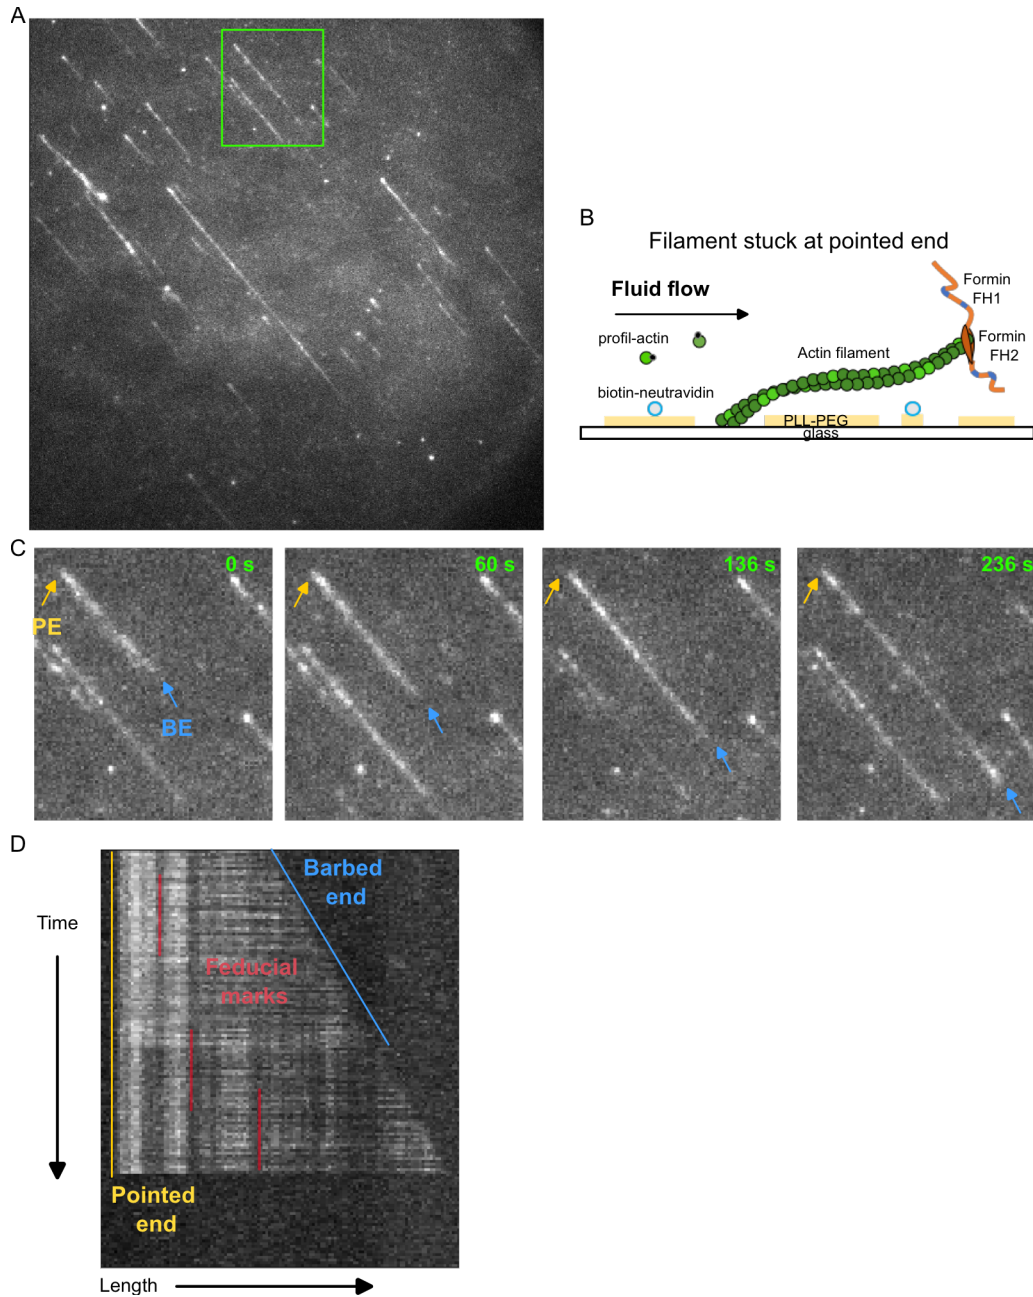 A
B
Filament stuck at pointed end
Fluid flow
Formin
FH1
profil-actin
Actin filament
Formin
FH2
biotin-neutravidin
PLL-PEG
glass
C
0 s
60 s
136 s
236 s
PE
BE
D
Barbed
end
Time
Feducial
marks
Pointed
end
Length